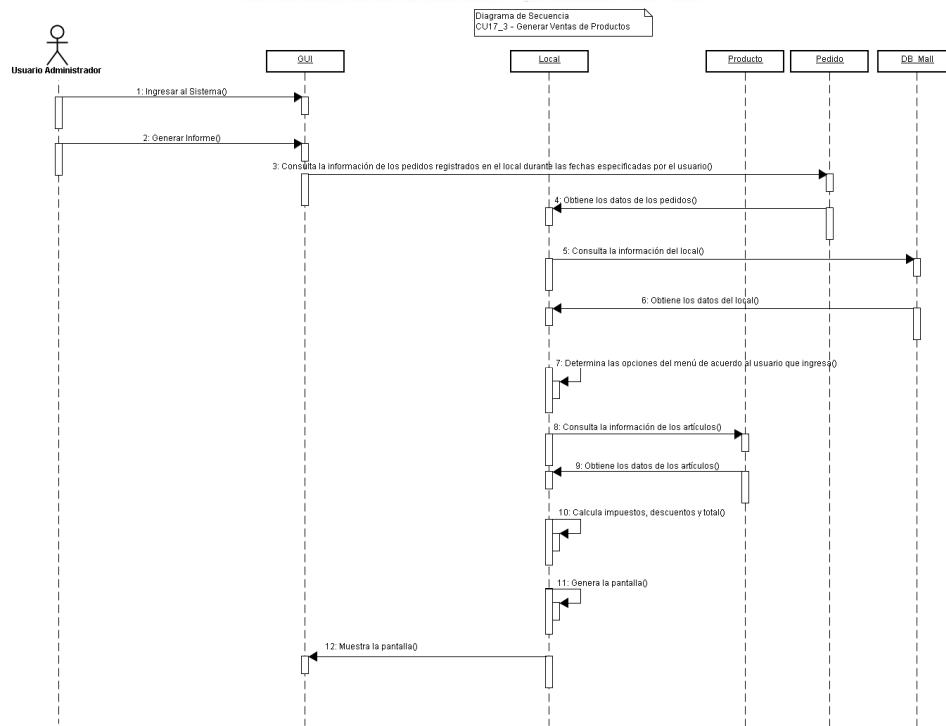 Diagrama de Secuencia
CU17_3 - Generar Ventas de Productos
Usuario Administrador
GUI
Local
Producto
Pedido
DB_Mall
1: Ingresar al Sistema()
2: Generar Informe()
3: Consulta la información de los pedidos registrados en el local durante las fechas especificadas por el usuario()
4: Obtiene los datos de los pedidos()
5: Consulta la información del local()
6: Obtiene los datos del local()
7: Determina las opciones del menú de acuerdo al usuario que ingresa()
8: Consulta la información de los artículos()
9: Obtiene los datos de los artículos()
10: Calcula impuestos, descuentos y total()
11: Genera la pantalla()
12: Muestra la pantalla()